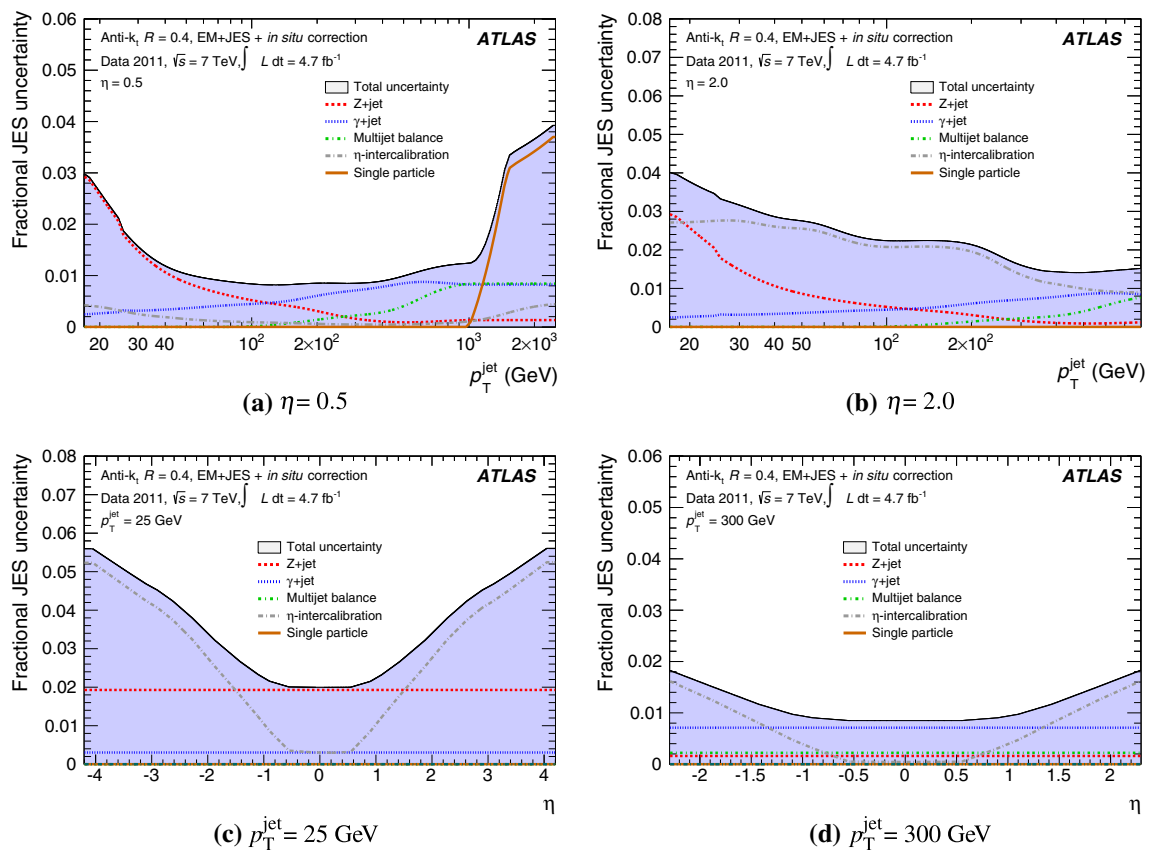 Fractional JES uncertainty
0.06
0.05
0.04
0.03
0.02
0.01
0
Anti-kt R = 0.4, EM+JES + in situ correction
ATLAS
Data 2011, √s = 7 TeV, ∫ L dt = 4.7 fb⁻¹
η = 0.5
Total uncertainty
Z+jet
γ+jet
Multijet balance
η-intercalibration
Single particle
20 30 40 10² 2×10² 10³ 2×10³
p_T^jet (GeV)
(a) η = 0.5
Fractional JES uncertainty
0.08
0.07
0.06
0.05
0.04
0.03
0.02
0.01
0
Anti-kt R = 0.4, EM+JES + in situ correction
ATLAS
Data 2011, √s = 7 TeV, ∫ L dt = 4.7 fb⁻¹
η = 2.0
Total uncertainty
Z+jet
γ+jet
Multijet balance
η-intercalibration
Single particle
20 30 40 50 10² 2×10²
p_T^jet (GeV)
(b) η = 2.0
Fractional JES uncertainty
0.08
0.07
0.06
0.05
0.04
0.03
0.02
0.01
0
Anti-kt R = 0.4, EM+JES + in situ correction
ATLAS
Data 2011, √s = 7 TeV, ∫ L dt = 4.7 fb⁻¹
p_T^jet = 25 GeV
Total uncertainty
Z+jet
γ+jet
Multijet balance
η-intercalibration
Single particle
-4 -3 -2 -1 0 1 2 3 4
η
(c) p_T^jet = 25 GeV
Fractional JES uncertainty
0.06
0.05
0.04
0.03
0.02
0.01
0
Anti-kt R = 0.4, EM+JES + in situ correction
ATLAS
Data 2011, √s = 7 TeV, ∫ L dt = 4.7 fb⁻¹
p_T^jet = 300 GeV
Total uncertainty
Z+jet
γ+jet
Multijet balance
η-intercalibration
Single particle
-2 -1.5 -1 -0.5 0 0.5 1 1.5 2
η
(d) p_T^jet = 300 GeV